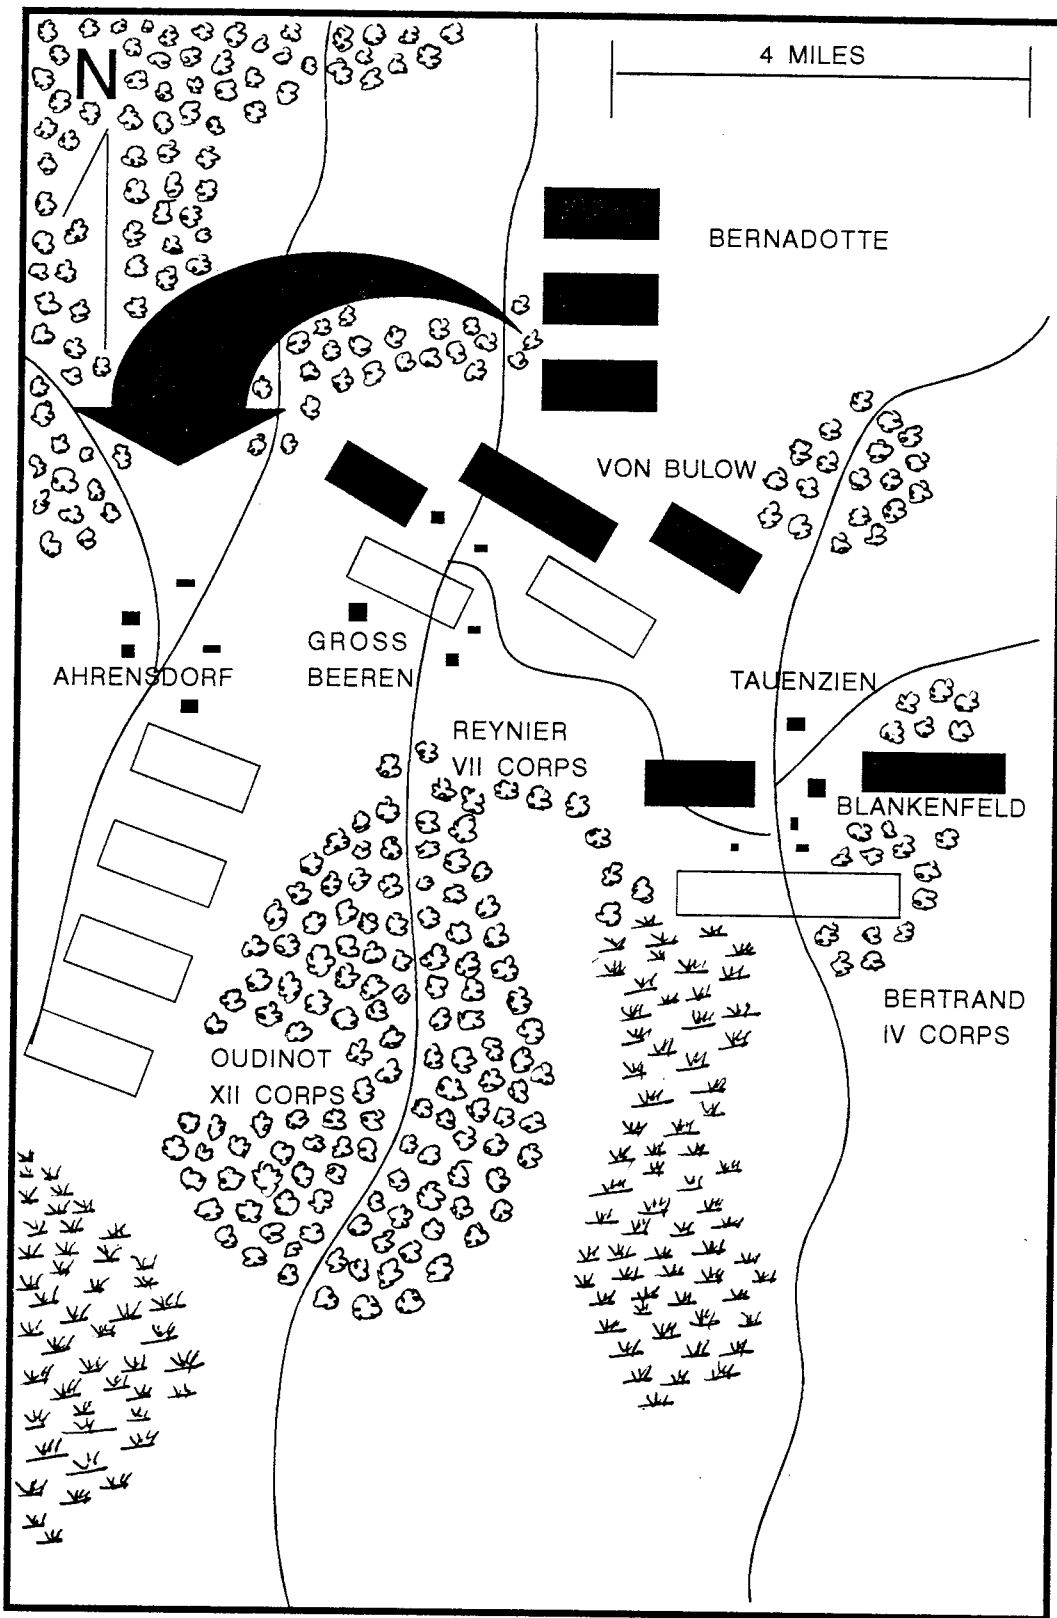 N
4 MILES
BERNADOTTE
VON BULOW
GROSS
BEEREN
AHRENSDORF
TAUENZIEN
REYNIER
VII CORPS
BLANKENFELD
BERTRAND
IV CORPS
OUDINOT
XII CORPS